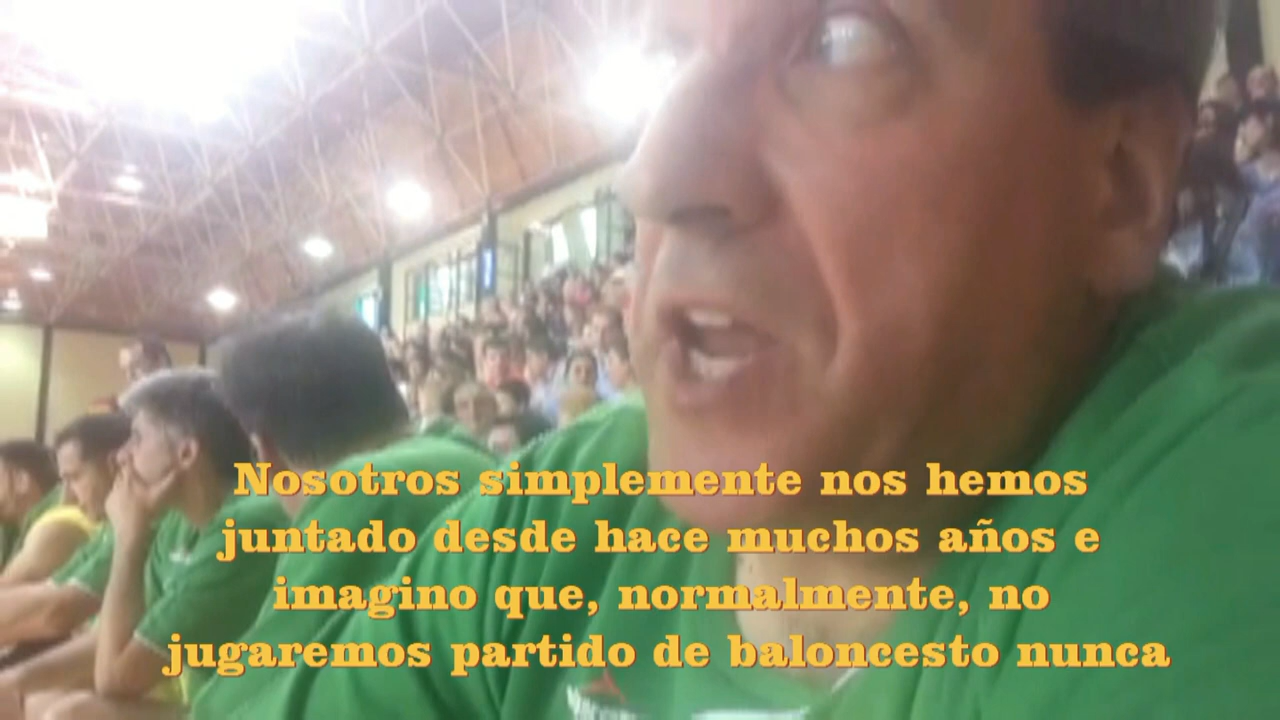 Nosotros simplemente nos hemos
juntado desde hace muchos años e
imagino que, normalmente, no
jugaremos partido de baloncesto nunca